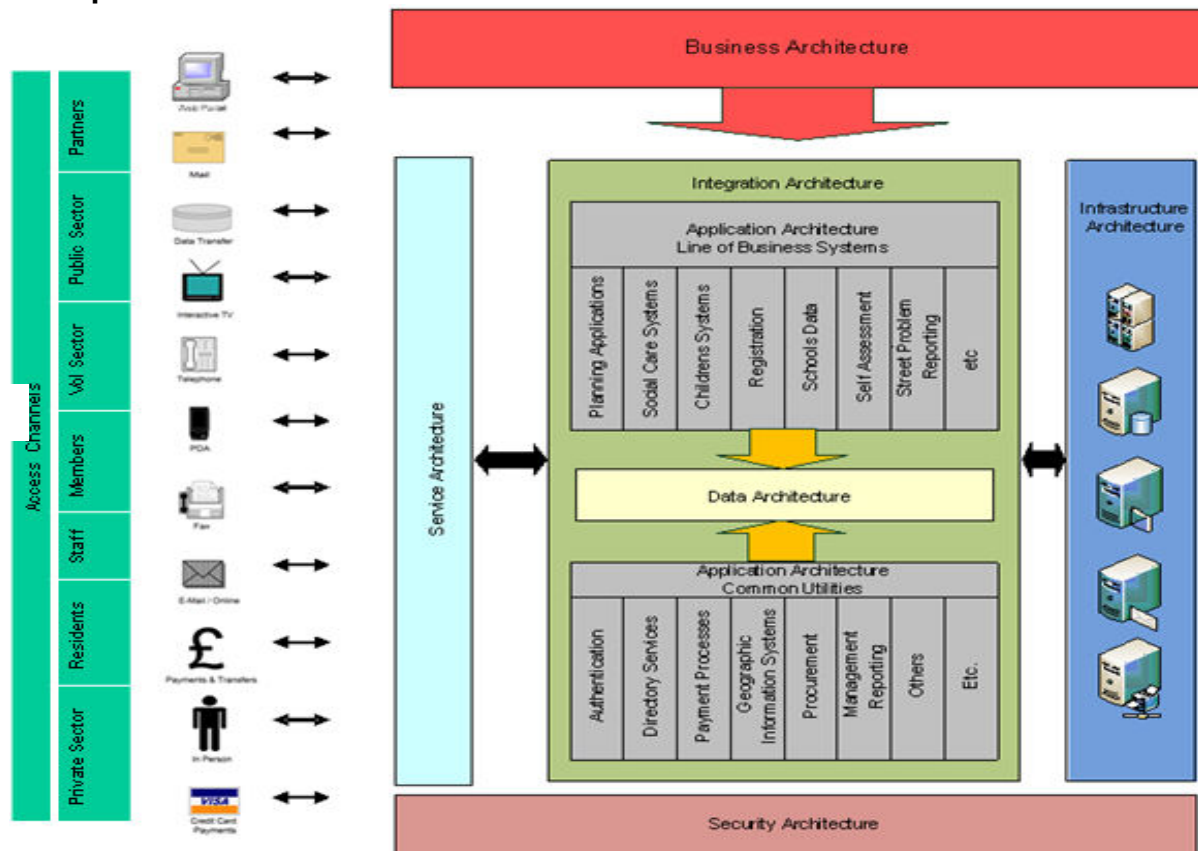 Business Architecture
Access Channels
Partners
Public Sector
Vol Sector
Members
Staff
Residents
Private Sector
Web Portal
Mail
Data Transfer
Interactive TV
Telephone
PDA
Fax
E-Mail / Online
£
Payments & Transfers
In Person
VISA
Credit Card
Payments
Service Architecture
Integration Architecture
Application Architecture
Line of Business Systems
Planning Applications
Social Care Systems
Childrens Systems
Registration
Schools Data
Self Assessment
Street Problem
Reporting
etc
Data Architecture
Application Architecture
Common Utilities
Authentication
Directory Services
Payment Processes
Geographic
Information Systems
Procurement
Management
Reporting
Others
Etc.
Infrastructure
Architecture
Security Architecture